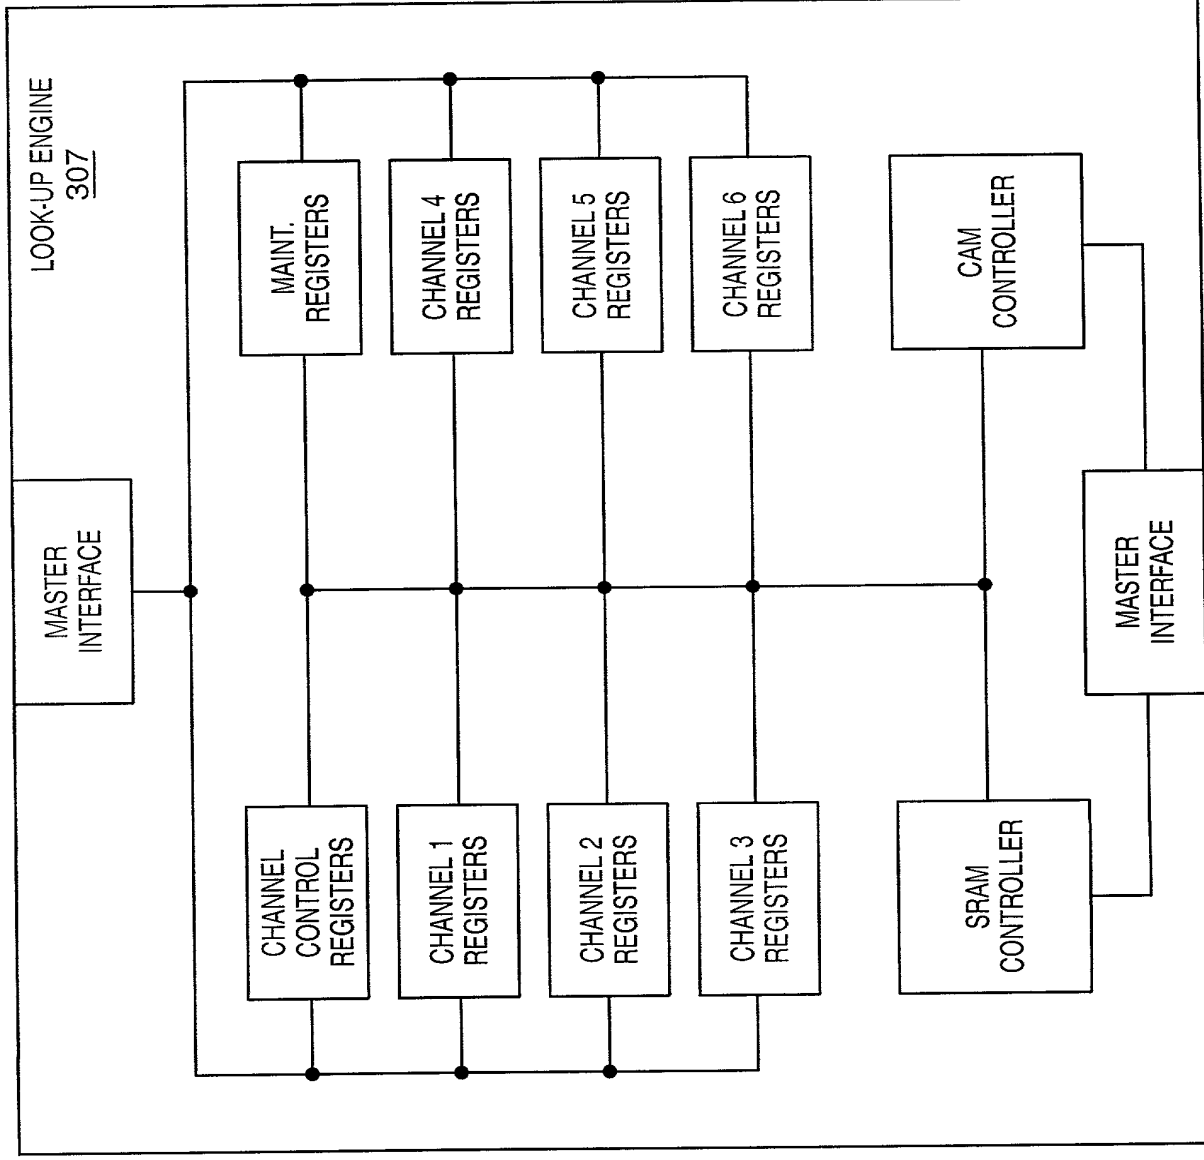 LOOK-UP ENGINE
307
MASTER
INTERFACE
CHANNEL
CONTROL
REGISTERS
MAINT.
REGISTERS
CHANNEL 1
REGISTERS
CHANNEL 4
REGISTERS
CHANNEL 2
REGISTERS
CHANNEL 5
REGISTERS
CHANNEL 3
REGISTERS
CHANNEL 6
REGISTERS
SRAM
CONTROLLER
CAM
CONTROLLER
MASTER
INTERFACE